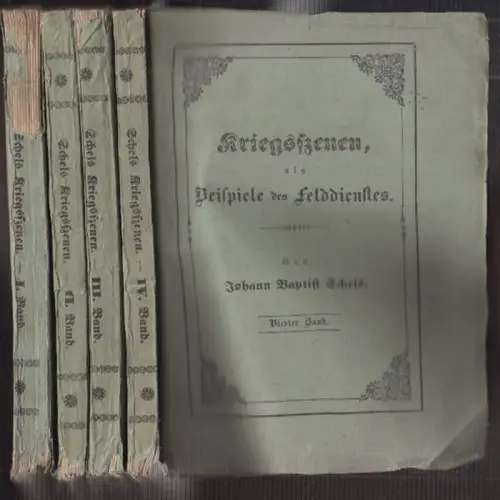 Schels Kriegsszenen. – I. Band.
Schels Kriegsszenen. II. Band.
Schels Kriegsszenen. III. Band.
Schels Kriegsszenen. – IV. Band.
Kriegsszenen,
als
Beispiele des Felddienstes.
Von
Johann Baptist Schels.
Vierter Band.